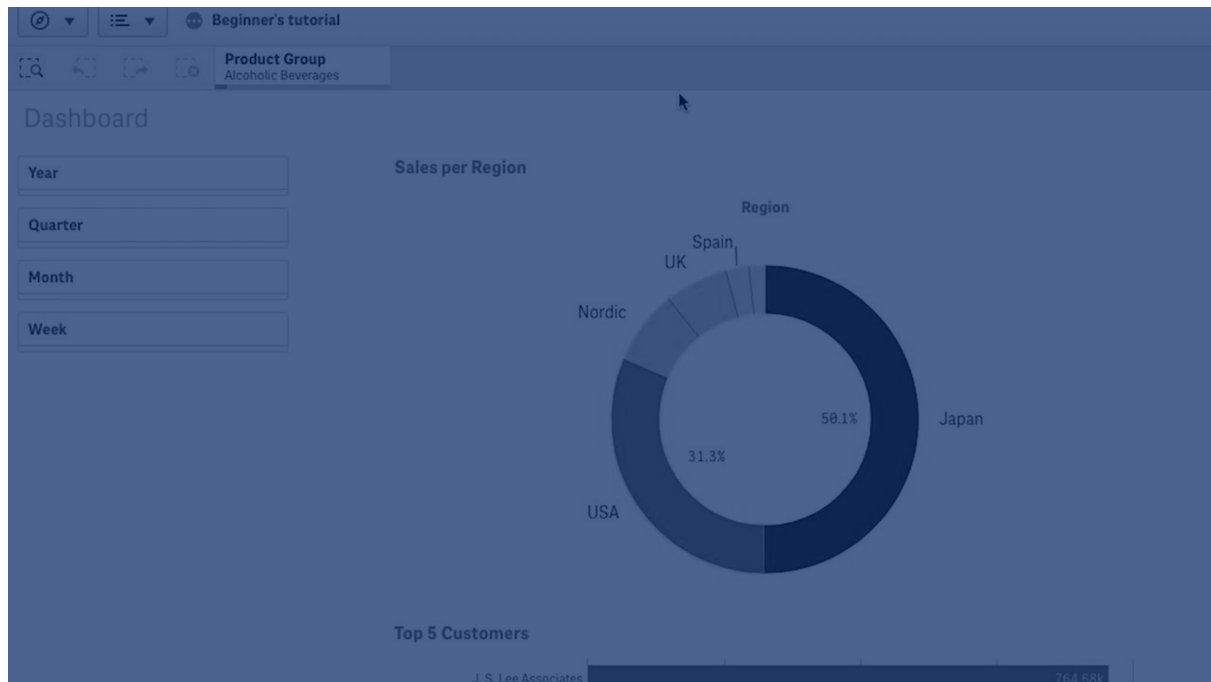 Beginner's tutorial
Product Group
Alcoholic Beverages
Dashboard
Year
Quarter
Month
Week
Sales per Region
Region
Spain
UK
Nordic
50.1%
Japan
31.3%
USA
Top 5 Customers
J. S. Lee Associates
764.68k